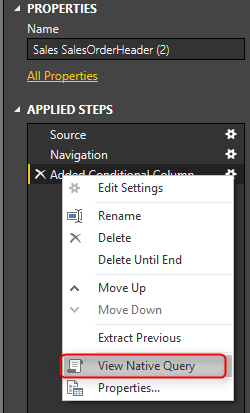 PROPERTIES
Name
Sales SalesOrderHeader (2)
All Properties
APPLIED STEPS
Source
Navigation
Added Conditional Column
Edit Settings
Rename
Delete
Delete Until End
Move Up
Move Down
Extract Previous
View Native Query
Properties...